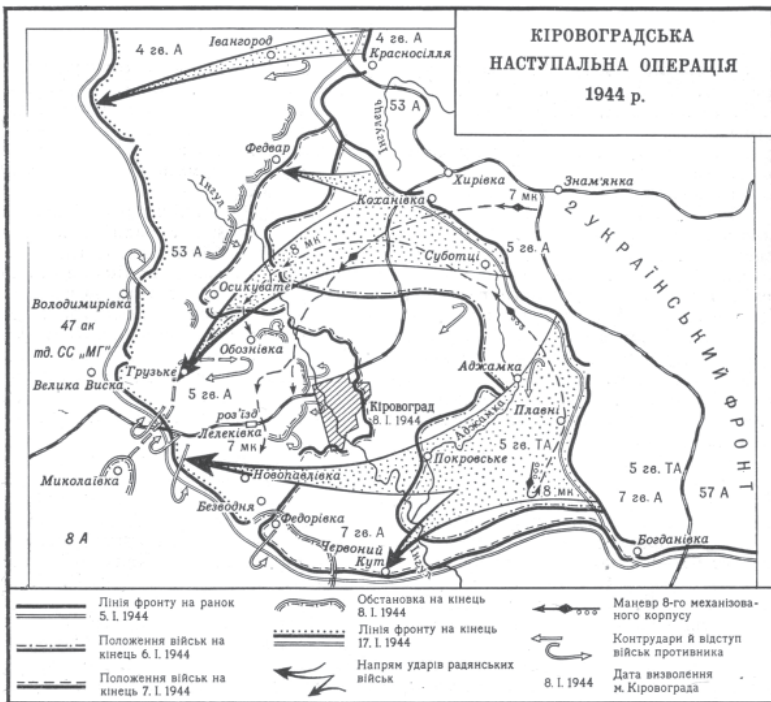 КІРОВОГРАДСЬКА
НАСТУПАЛЬНА ОПЕРАЦІЯ
1944 р.
4 гв. А
4 гв. А
Івангород
Красносілля
53 А
Інгулець
Федвар
Хирівка
Знам'янка
Інгул
Коханівка
7 мк
2 УКРАЇНСЬКИЙ ФРОНТ
53 А
8 мк
Суботці
5 гв. А
Осикувате
Володимирівка
47 ак
тд. СС „МГ"
Обознівка
Велика Виска
Грузьке
Аджамка
5 гв. А
Кіровоград
8. І. 1944
Аджамка
Плавні
роз'їзд
Лелеківка
5 гв. ТА
7 мк
Покровське
5 гв. ТА
Миколаївка
Новопавлівка
8 мк
7 гв. А
57 А
Безводня
Федорівка
8 А
7 гв. А
Богданівка
Червоний
Кут
Інгул
Лінія фронту на ранок
5. І. 1944
Положення військ на
кінець 6. І. 1944
Положення військ на
кінець 7. І. 1944
Обстановка на кінець
8. І. 1944
Лінія фронту на кінець
17. І. 1944
Напрям ударів радянських
військ
Маневр 8-го механізова-
ного корпусу
Контрудари й відступ
військ противника
8. І. 1944
Дата визволення
м. Кіровограда